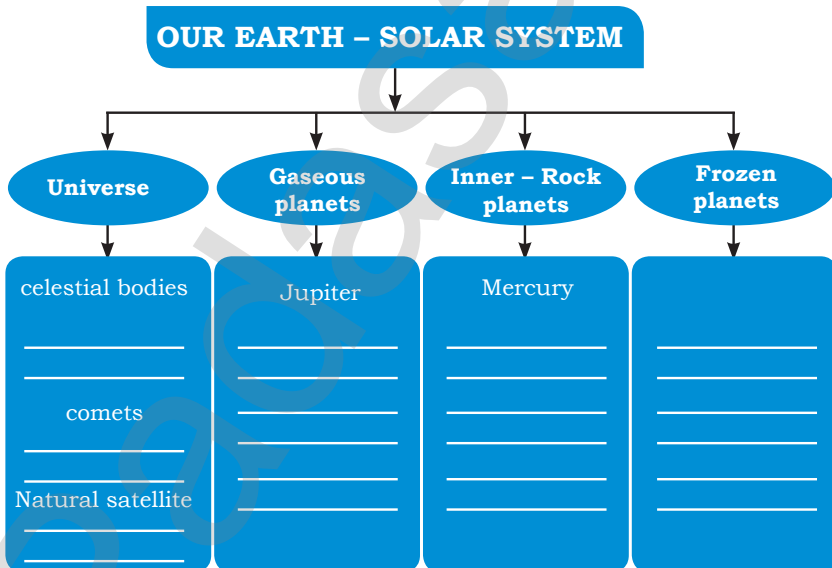 OUR EARTH – SOLAR SYSTEM
Universe
Gaseous
planets
Inner – Rock
planets
Frozen
planets
celestial bodies
comets
Natural satellite
Jupiter
Mercury